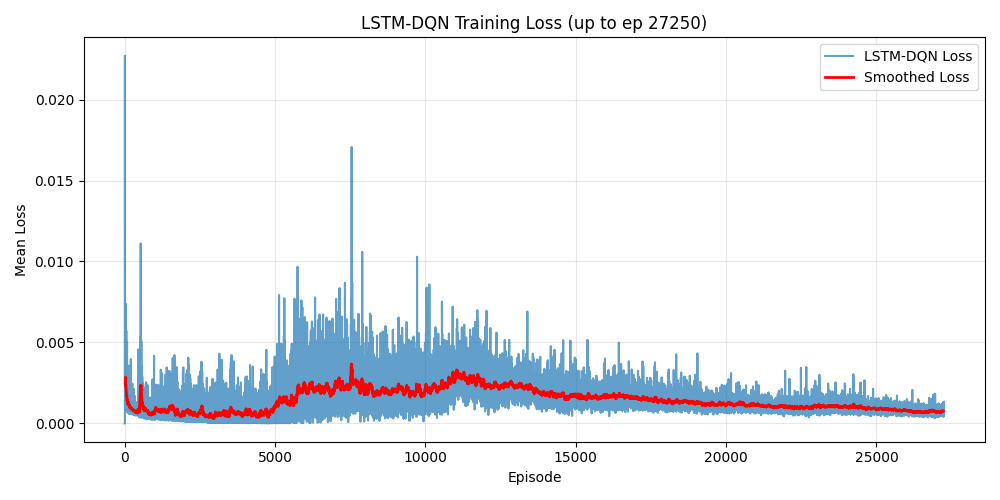 LSTM-DQN Training Loss (up to ep 27250)
LSTM-DQN Loss
Smoothed Loss
Mean Loss
0.020
0.015
0.010
0.005
0.000
0
5000
10000
15000
20000
25000
Episode